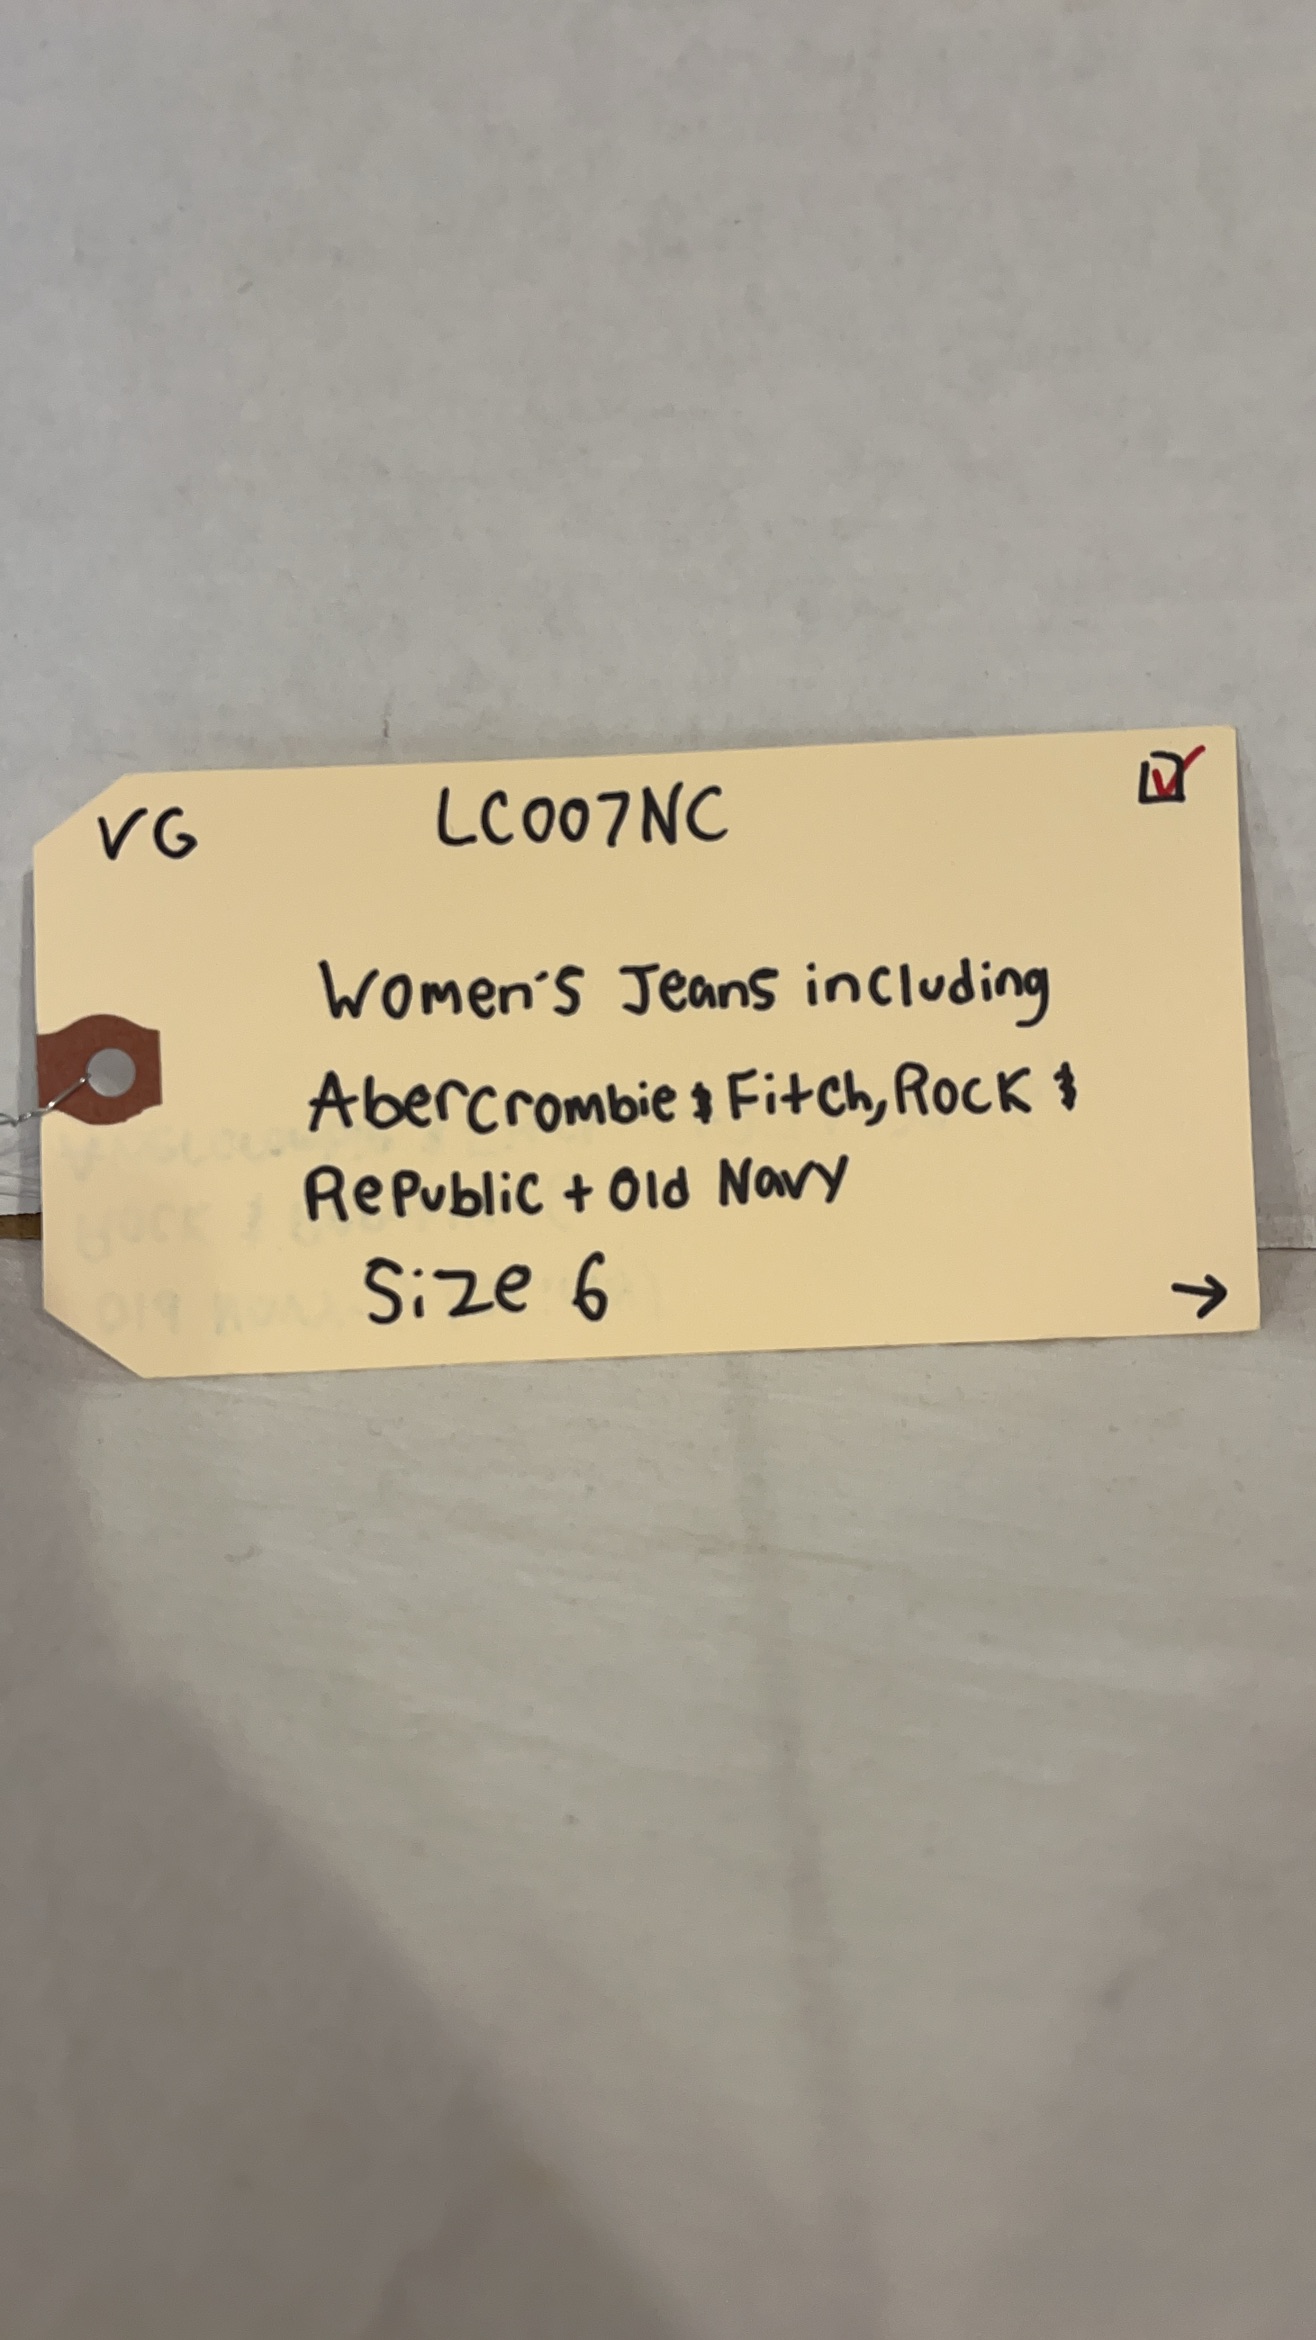 VG LC007NC ☑
Women's Jeans including
Abercrombie & Fitch, Rock &
Republic + Old Navy
Size 6 →